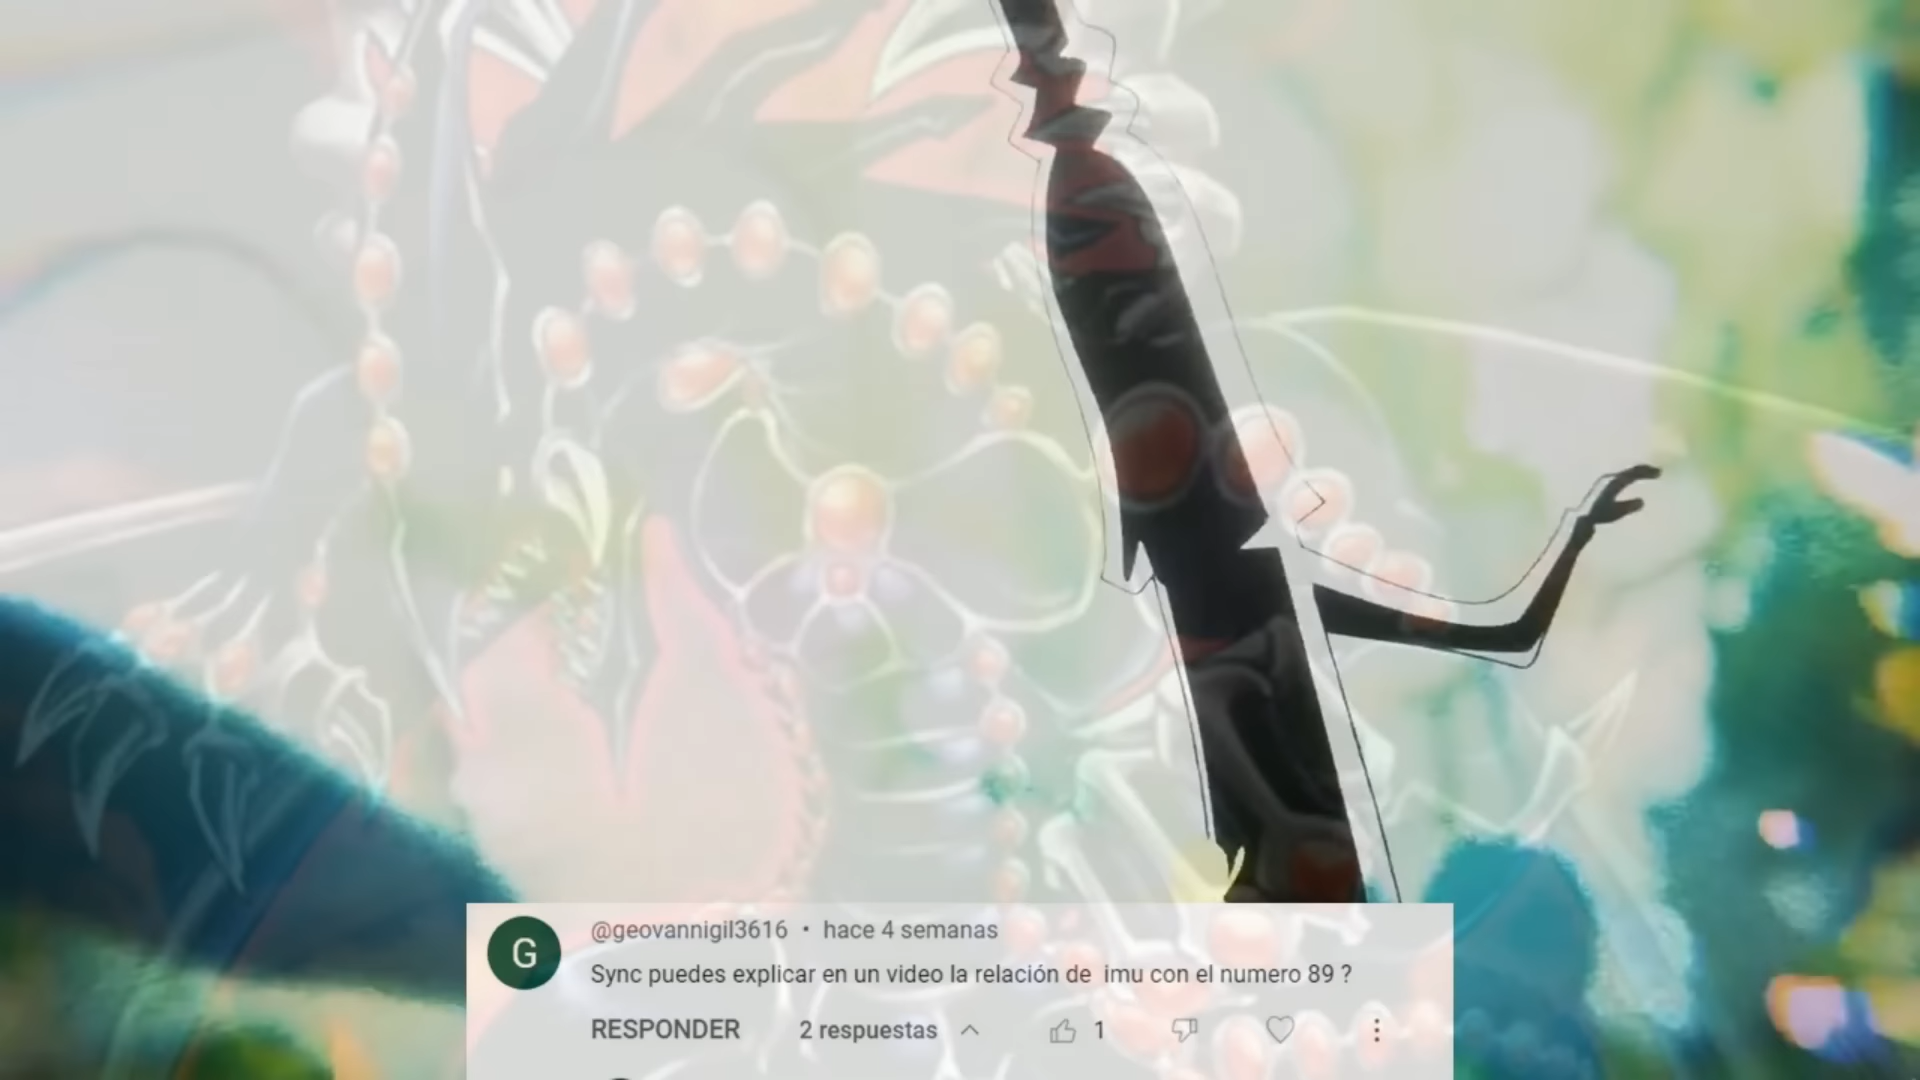 G
@geovannigil3616 • hace 4 semanas
Sync puedes explicar en un video la relación de imu con el numero 89 ?
RESPONDER 2 respuestas 1